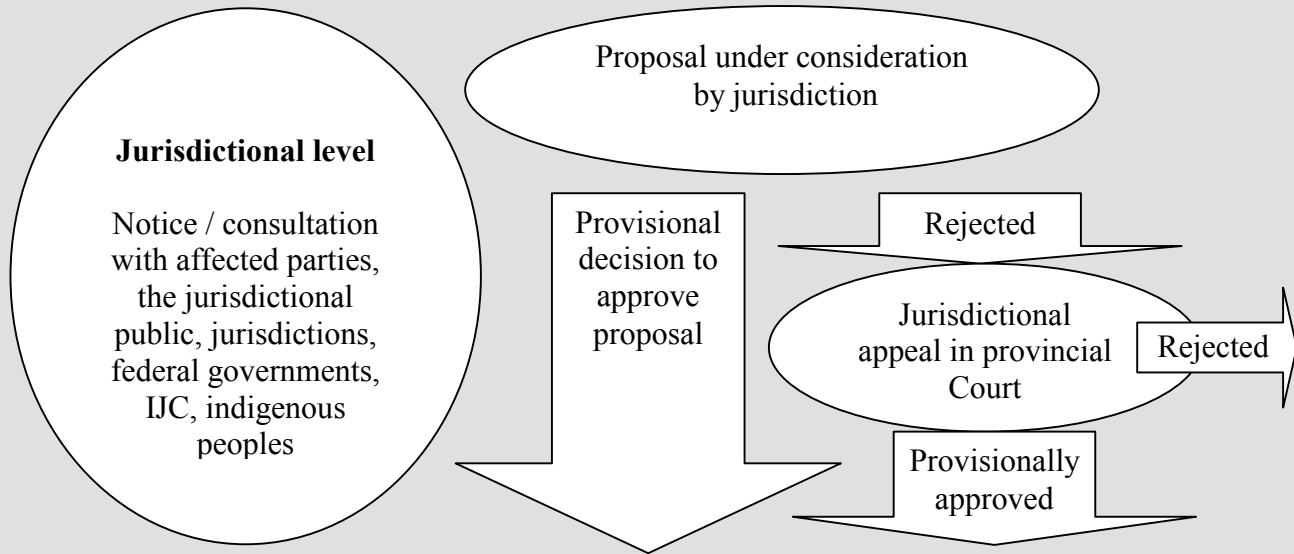 Jurisdictional level
Notice / consultation
with affected parties,
the jurisdictional
public, jurisdictions,
federal governments,
IJC, indigenous
peoples
Proposal under consideration
by jurisdiction
Provisional
decision to
approve
proposal
Rejected
Jurisdictional
appeal in provincial
Court
Rejected
Provisionally
approved